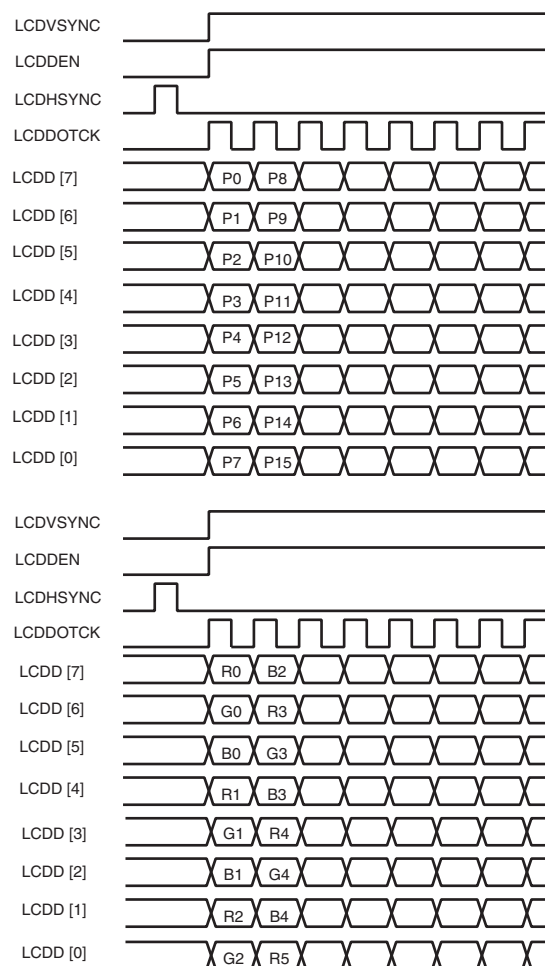 LCDVSYNC
LCDDEN
LCDHSYNC
LCDDOTCK
LCDD [7] P0 P8
LCDD [6] P1 P9
LCDD [5] P2 P10
LCDD [4] P3 P11
LCDD [3] P4 P12
LCDD [2] P5 P13
LCDD [1] P6 P14
LCDD [0] P7 P15
LCDVSYNC
LCDDEN
LCDHSYNC
LCDDOTCK
LCDD [7] R0 B2
LCDD [6] G0 R3
LCDD [5] B0 G3
LCDD [4] R1 B3
LCDD [3] G1 R4
LCDD [2] B1 G4
LCDD [1] R2 B4
LCDD [0] G2 R5